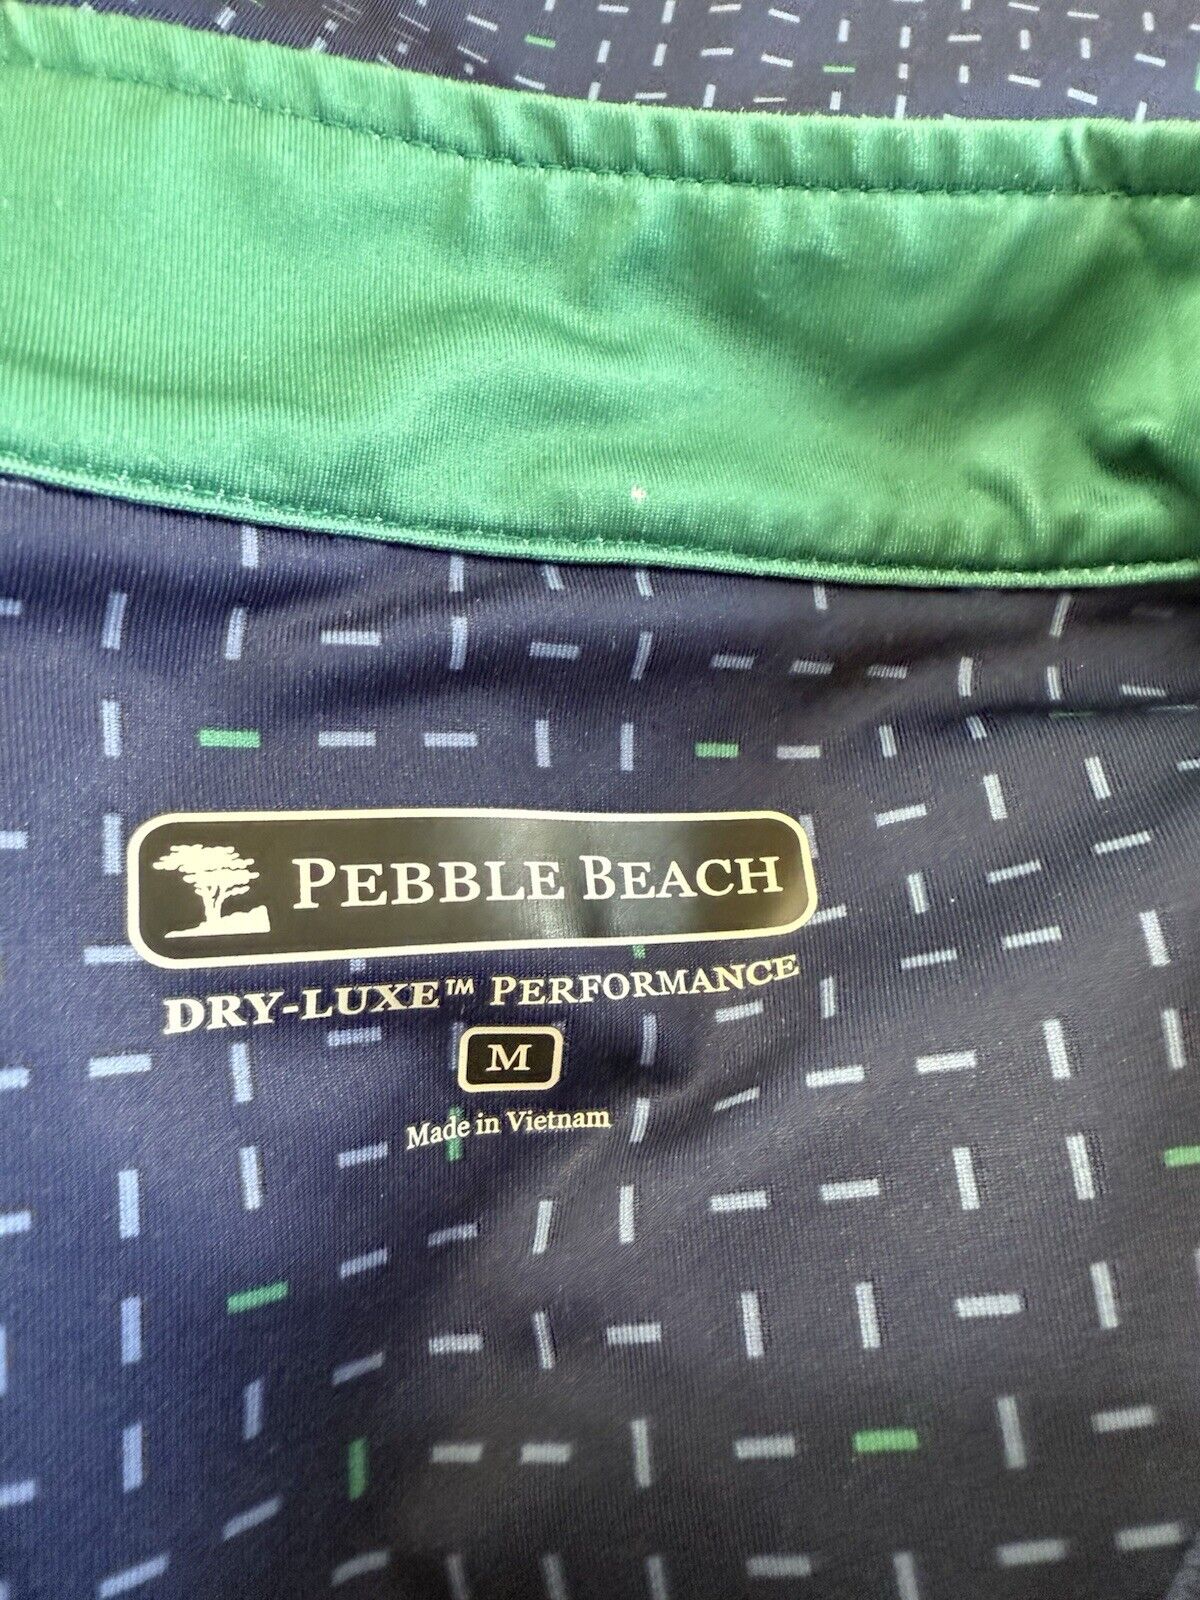 PEBBLE BEACH
DRY-LUXE™ PERFORMANCE
M
Made in Vietnam